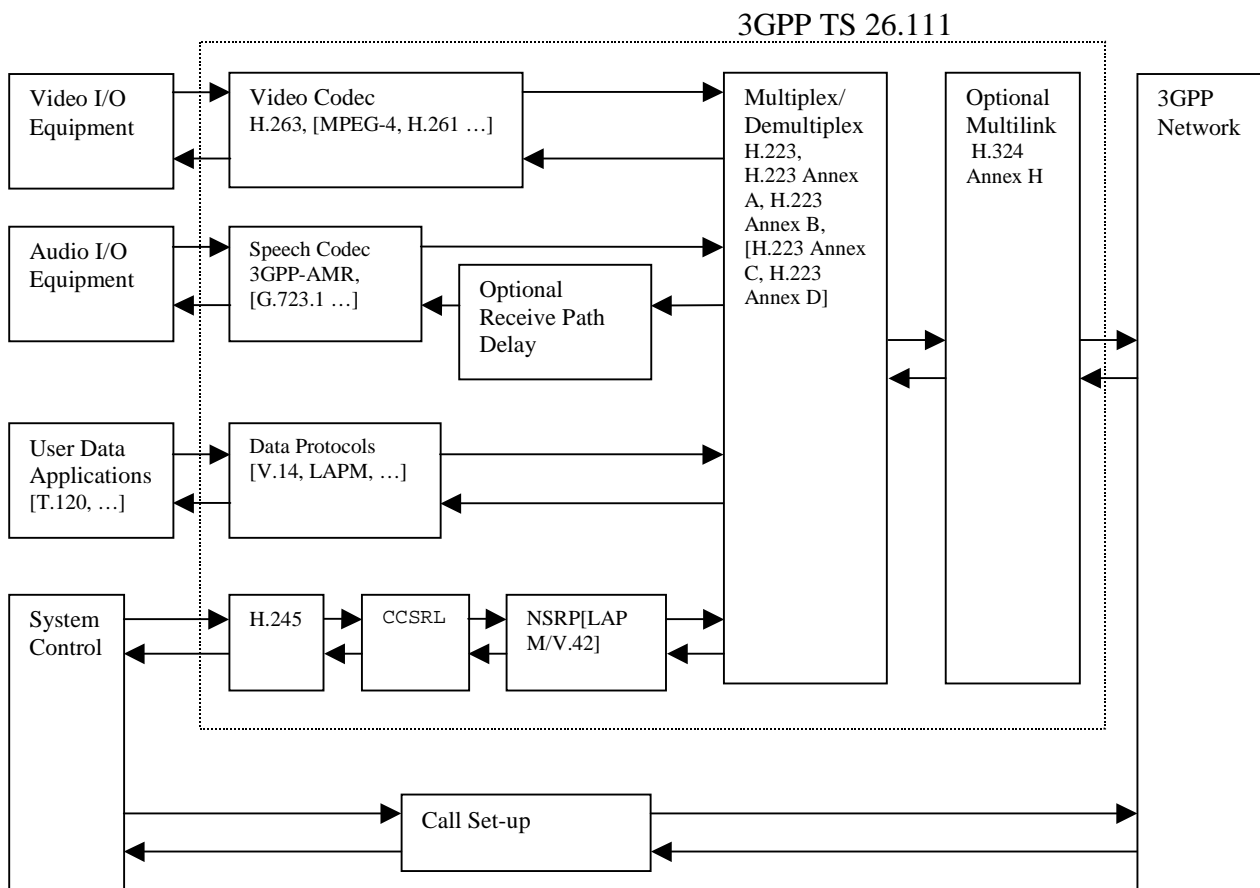 3GPP TS 26.111
Video I/O
Equipment
Video Codec
H.263, [MPEG-4, H.261 …]
Multiplex/
Demultiplex
H.223,
H.223 Annex
A, H.223
Annex B,
[H.223 Annex
C, H.223
Annex D]
Optional
Multilink
H.324
Annex H
3GPP
Network
Audio I/O
Equipment
Speech Codec
3GPP-AMR,
[G.723.1 …]
Optional
Receive Path
Delay
User Data
Applications
[T.120, …]
Data Protocols
[V.14, LAPM, …]
System
Control
H.245
CCSRL
NSRP[LAP
M/V.42]
Call Set-up